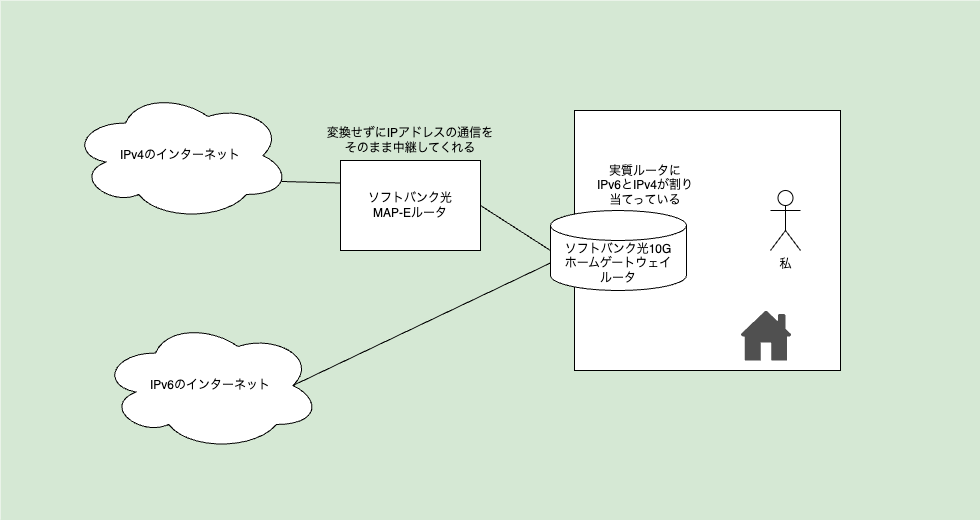 変換せずにIPアドレスの通信を
そのまま中継してくれる
IPv4のインターネット
ソフトバンク光
MAP-Eルータ
実質ルータに
IPv6とIPv4が割り
当てっている
ソフトバンク光10G
ホームゲートウェイ
ルータ
私
IPv6のインターネット